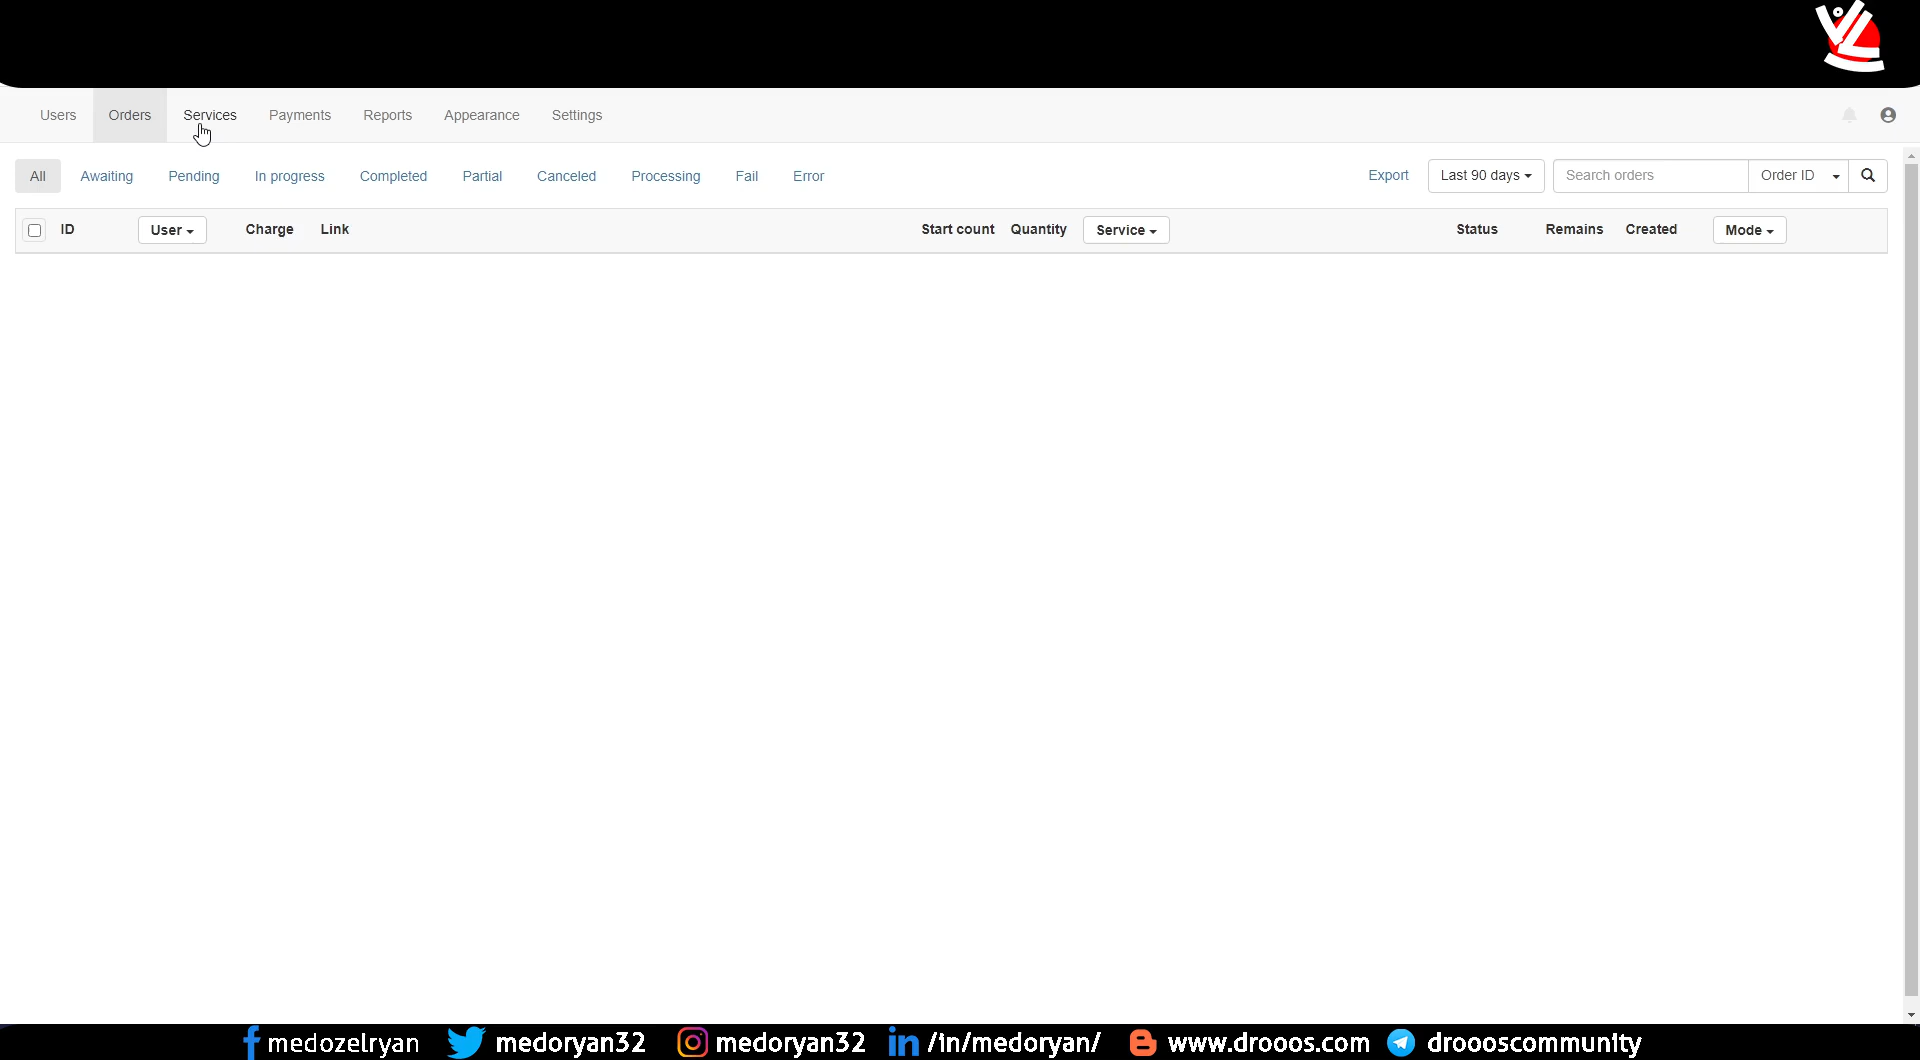 Users Orders Services Payments Reports Appearance Settings
All Awaiting Pending In progress Completed Partial Canceled Processing Fail Error Export Last 90 days Search orders Order ID
ID User Charge Link Start count Quantity Service Status Remains Created Mode
medozelryan medoryan32 medoryan32 /in/medoryan/ www.drooos.com droooscommunity